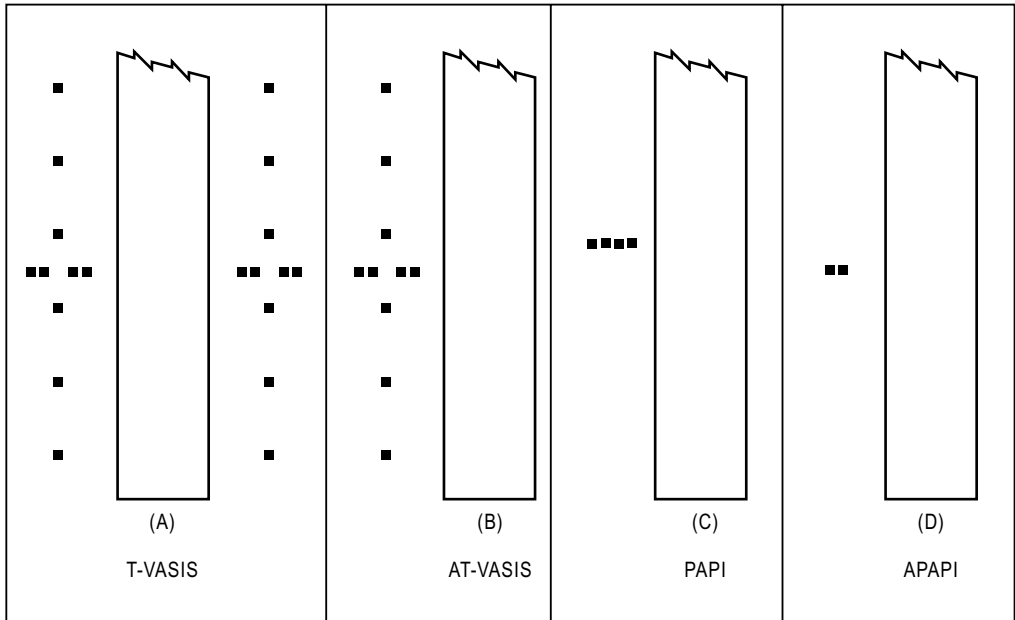 (A)
T-VASIS
(B)
AT-VASIS
(C)
PAPI
(D)
APAPI